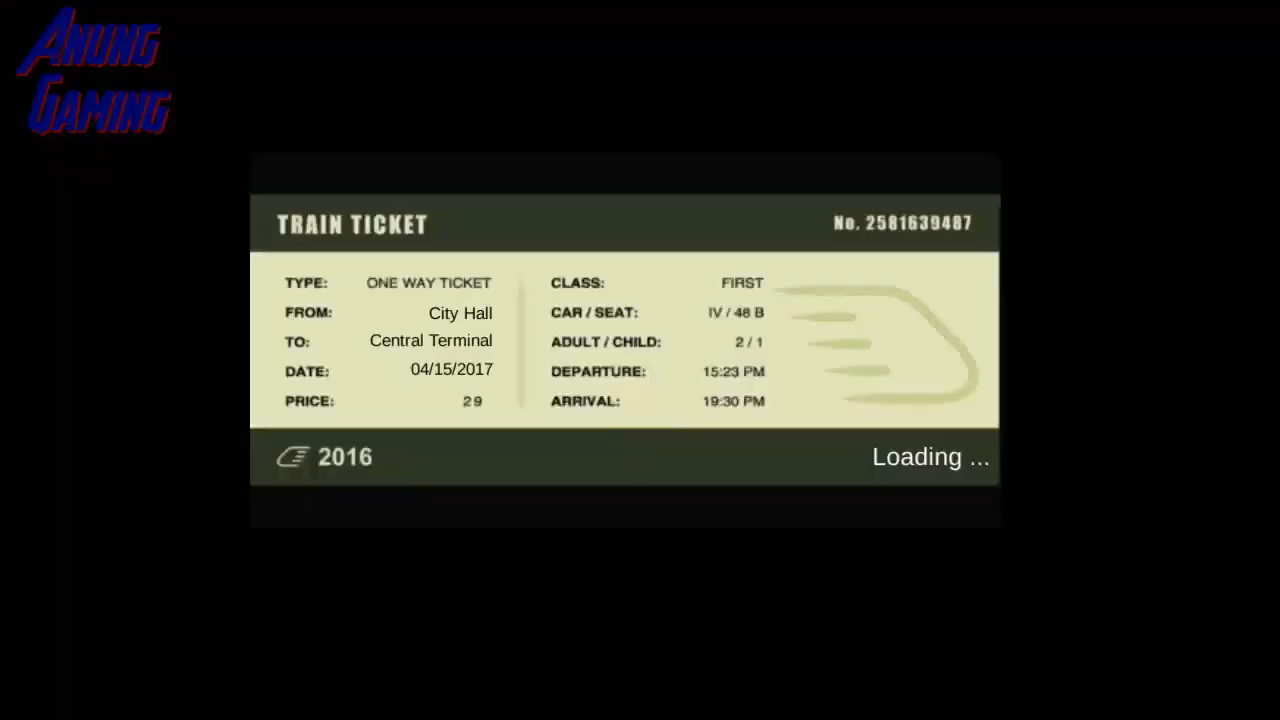 ANUNG
GAMING
TRAIN TICKET
No. 2581639487
TYPE: ONE WAY TICKET
FROM: City Hall
TO: Central Terminal
DATE: 04/15/2017
PRICE: 29
CLASS: FIRST
CAR / SEAT: IV / 48 B
ADULT / CHILD: 2 / 1
DEPARTURE: 15:23 PM
ARRIVAL: 19:30 PM
2016
Loading ...